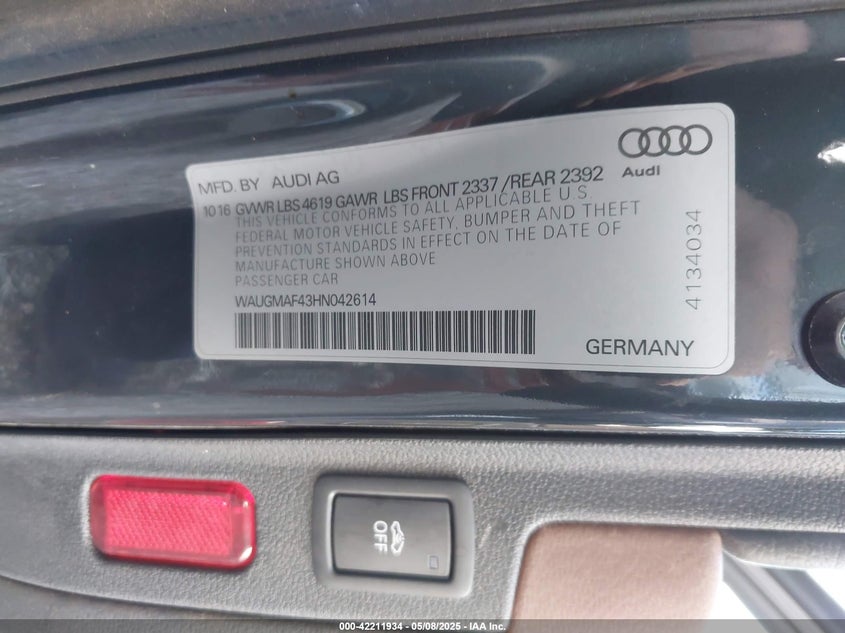 MFD. BY AUDI AG
Audi
10 16 GVWR LBS 4619 GAWR LBS FRONT 2337 /REAR 2392
THIS VEHICLE CONFORMS TO ALL APPLICABLE U.S.
FEDERAL MOTOR VEHICLE SAFETY, BUMPER AND THEFT
PREVENTION STANDARDS IN EFFECT ON THE DATE OF
MANUFACTURE SHOWN ABOVE
PASSENGER CAR
WAUGMAF43HN042614
4134034
GERMANY
OFF
000-42211934 - 05/08/2025 - IAA Inc.